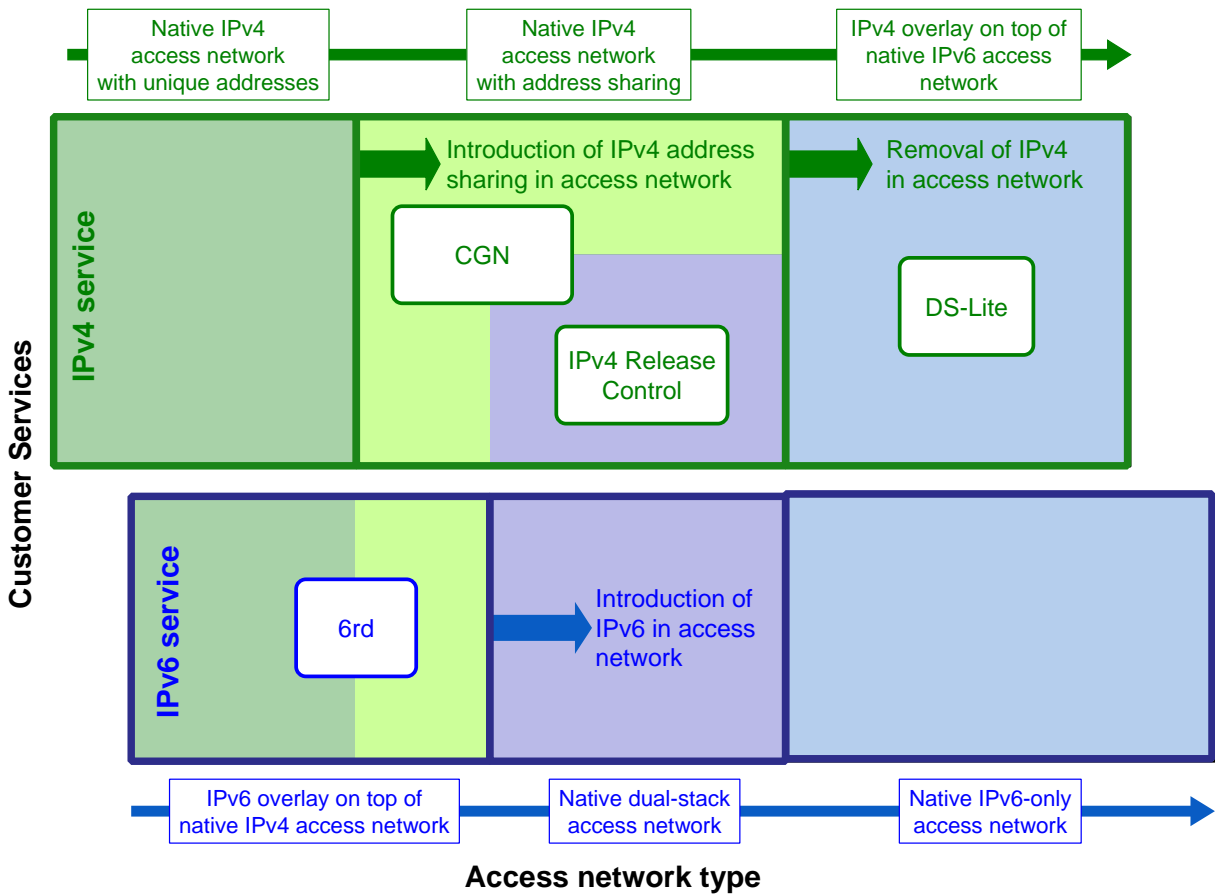 Native IPv4
access network
with unique addresses
Native IPv4
access network
with address sharing
IPv4 overlay on top of
native IPv6 access
network
Introduction of IPv4 address
sharing in access network
Removal of IPv4
in access network
CGN
IPv4 Release
Control
DS-Lite
IPv4 service
Customer Services
IPv6 service
6rd
Introduction of
IPv6 in access
network
IPv6 overlay on top of
native IPv4 access network
Native dual-stack
access network
Native IPv6-only
access network
Access network type